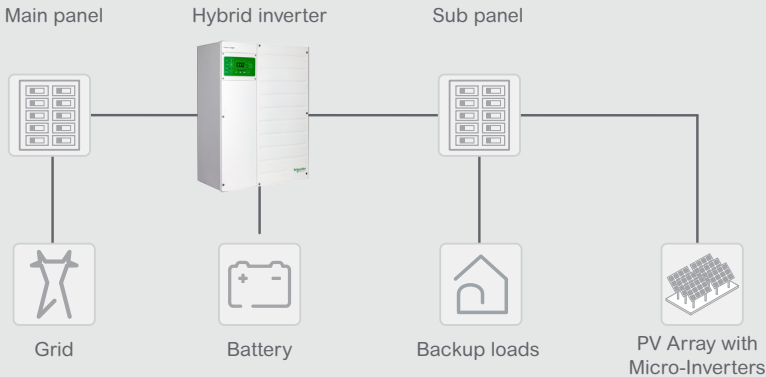 Main panel
Hybrid inverter
Sub panel
Grid
Battery
Backup loads
PV Array with
Micro-Inverters